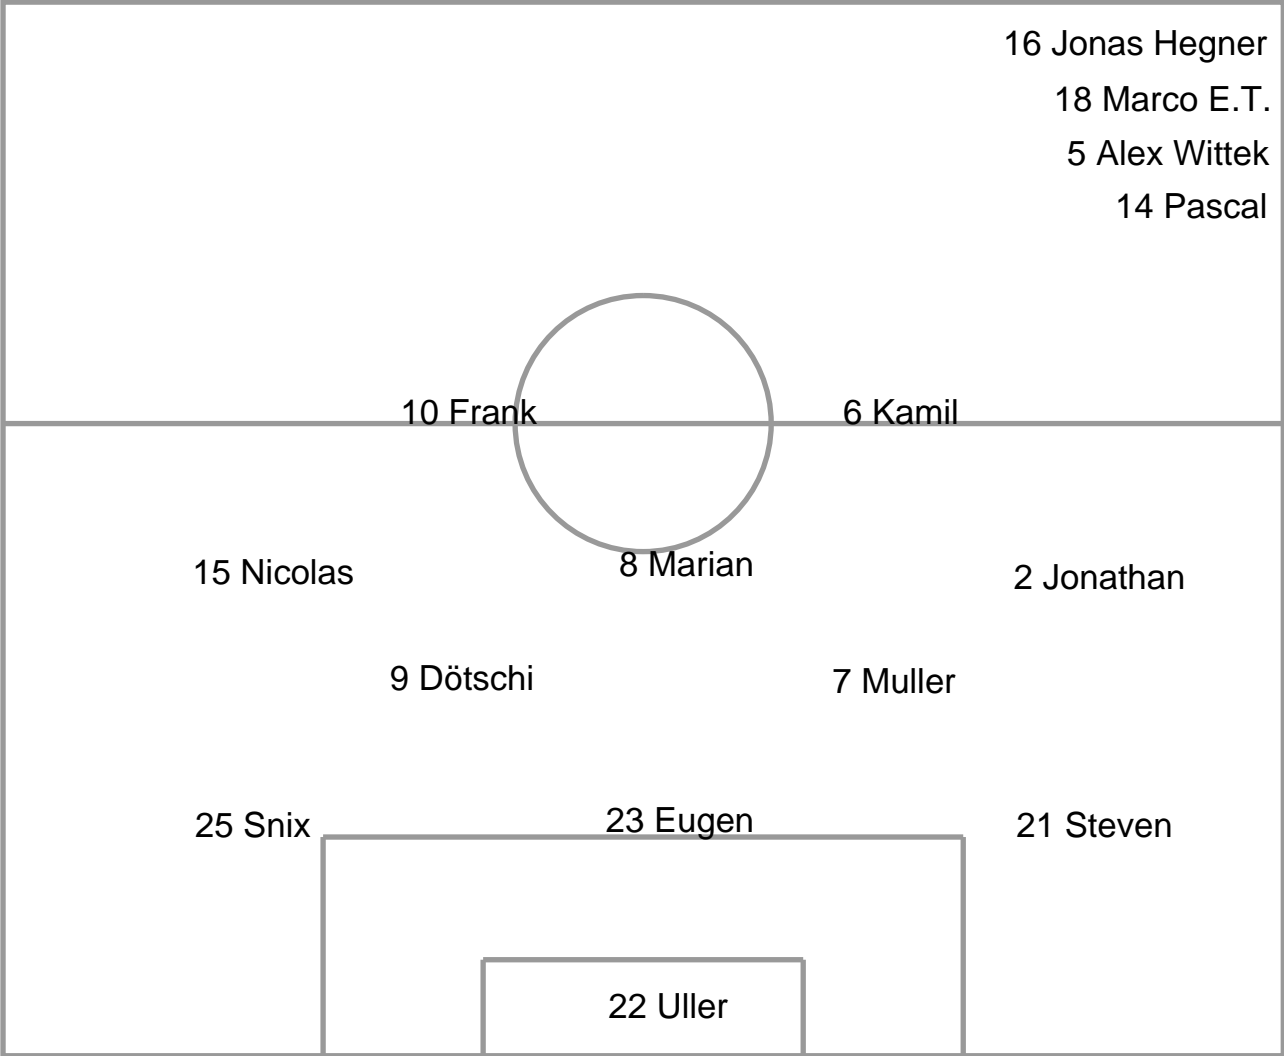 16 Jonas Hegner
18 Marco E.T.
5 Alex Wittek
14 Pascal
10 Frank
6 Kamil
15 Nicolas
8 Marian
2 Jonathan
9 Dötschi
7 Muller
25 Snix
23 Eugen
21 Steven
22 Uller